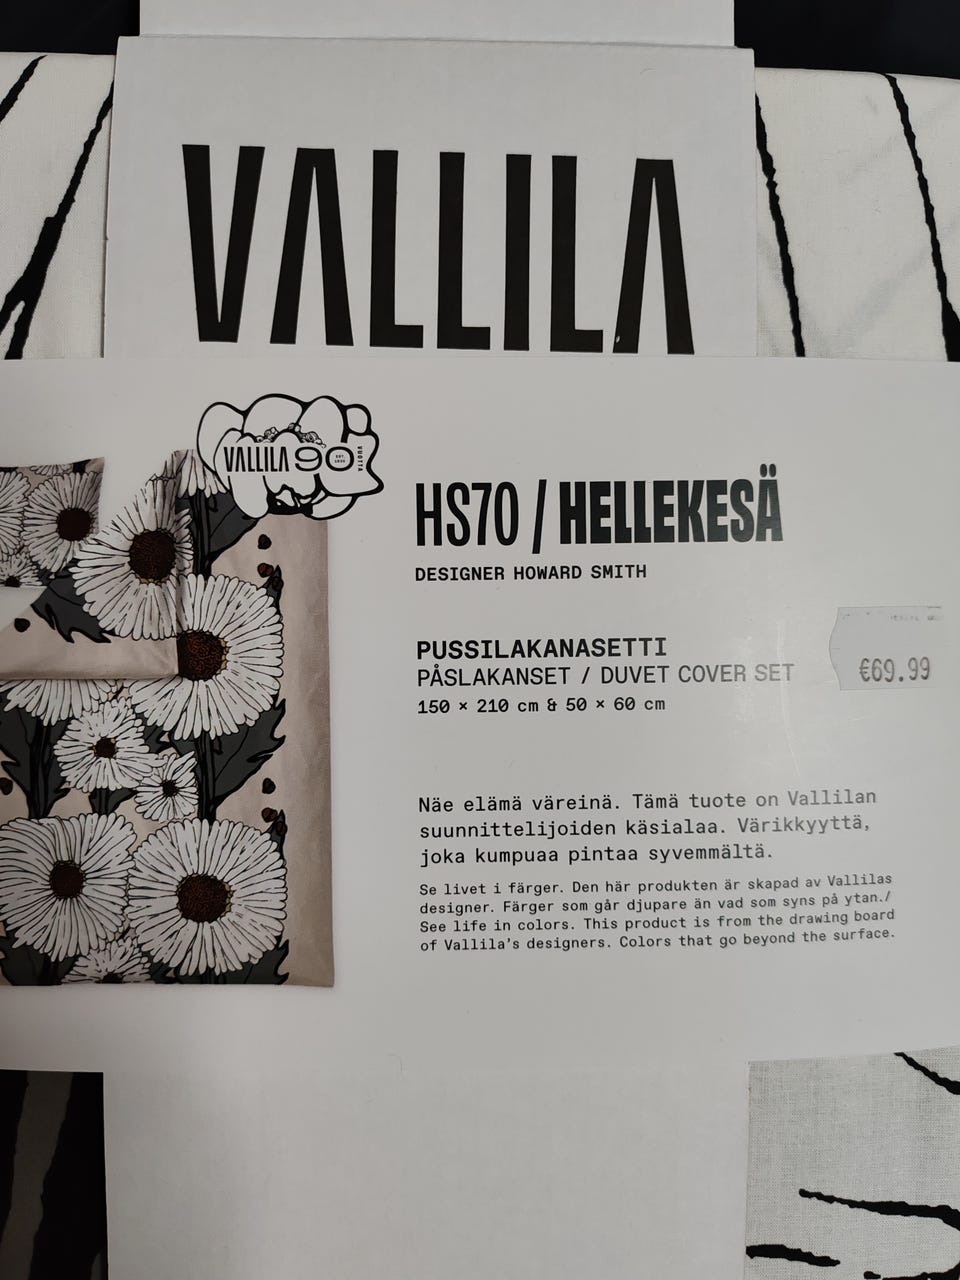 VALLILA
VALLILA 90 VUOTTA
HS70 / HELLEKESÄ
DESIGNER HOWARD SMITH
PUSSILAKANASETTI
PÅSLAKANSET / DUVET COVER SET
150 × 210 cm & 50 × 60 cm
€69.99
Näe elämä väreinä. Tämä tuote on Vallilan
suunnittelijoiden käsialaa. Värikkyyttä,
joka kumpuaa pintaa syvemmältä.
Se livet i färger. Den här produkten är skapad av Vallilas
designer. Färger som går djupare än vad som syns på ytan./
See life in colors. This product is from the drawing board
of Vallila's designers. Colors that go beyond the surface.